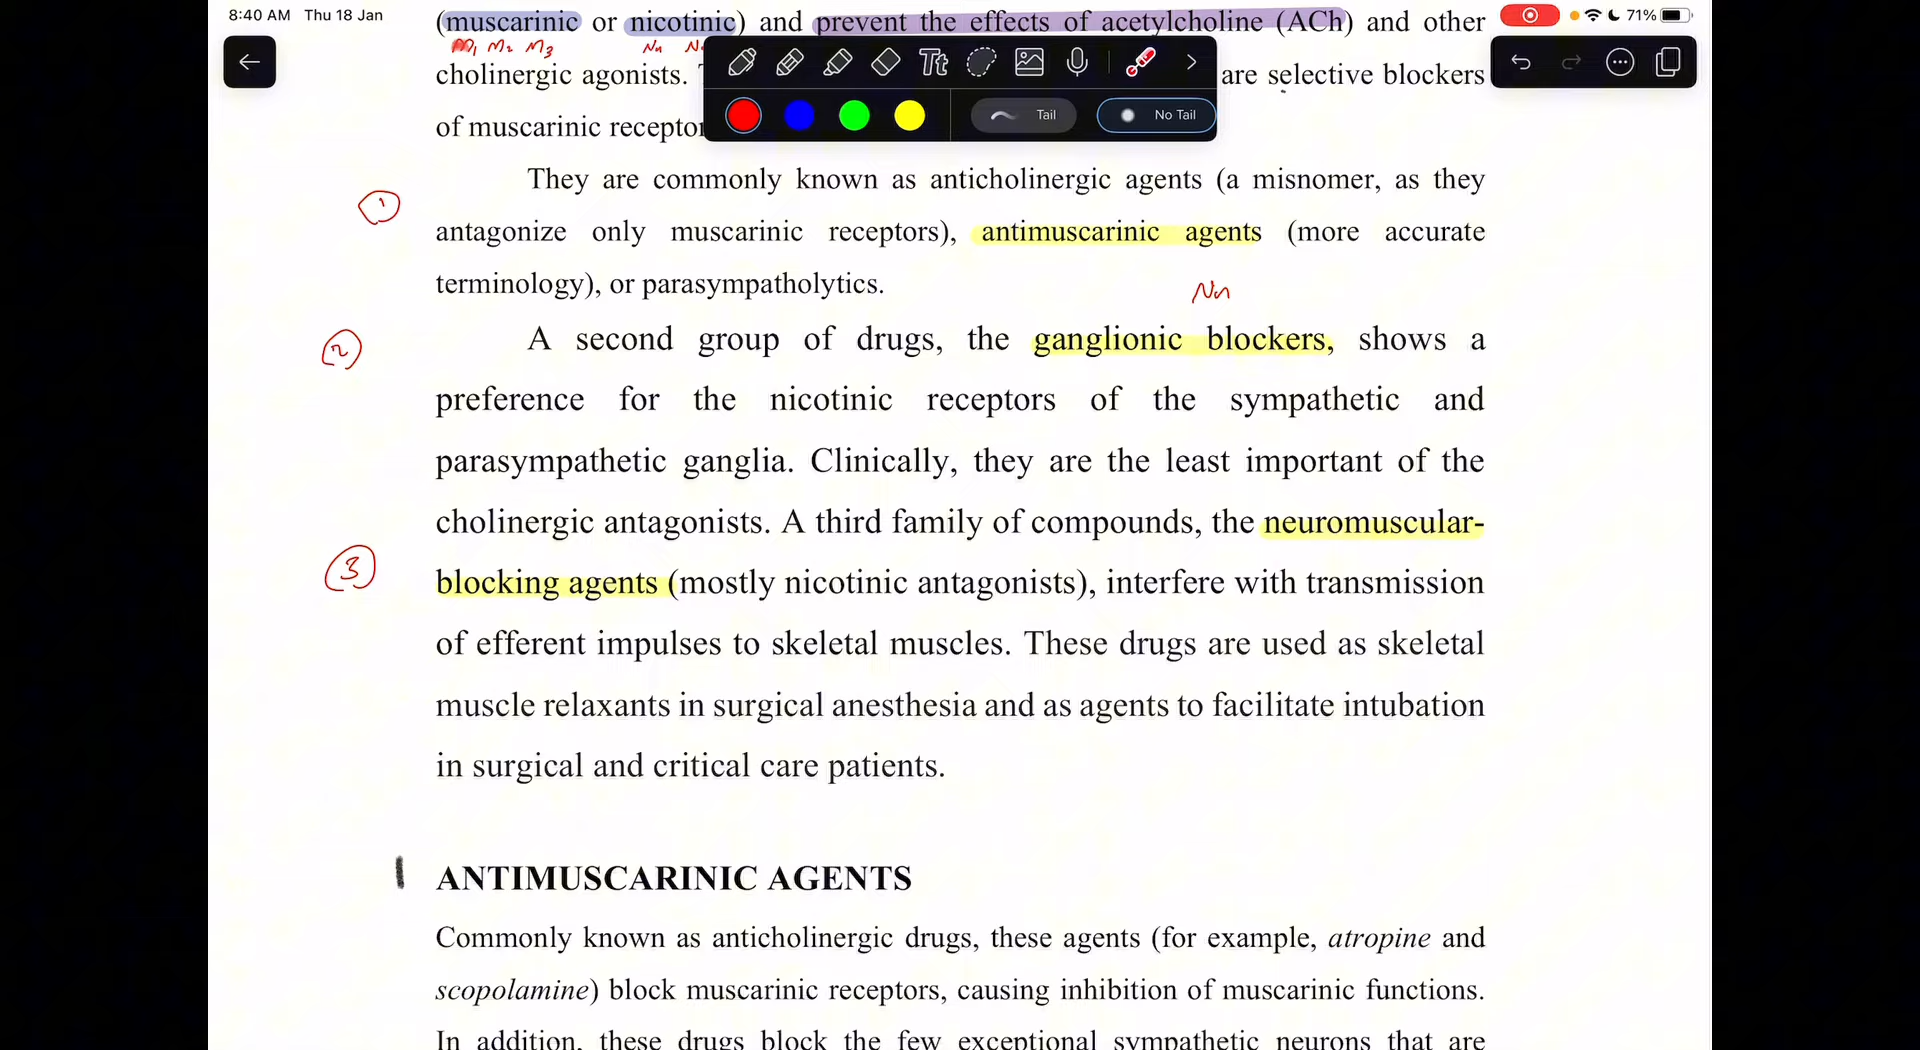 8:40 AM Thu 18 Jan
71%
(muscarinic or nicotinic) and prevent the effects of acetylcholine (ACh) and other
M1 M2 M3 Nn
cholinergic agonists. are selective blockers
of muscarinic receptor
Tt
Tail No Tail
They are commonly known as anticholinergic agents (a misnomer, as they
1
antagonize only muscarinic receptors), antimuscarinic agents (more accurate
terminology), or parasympatholytics.
Nn
2
A second group of drugs, the ganglionic blockers, shows a
preference for the nicotinic receptors of the sympathetic and
parasympathetic ganglia. Clinically, they are the least important of the
cholinergic antagonists. A third family of compounds, the neuromuscular-
3
blocking agents (mostly nicotinic antagonists), interfere with transmission
of efferent impulses to skeletal muscles. These drugs are used as skeletal
muscle relaxants in surgical anesthesia and as agents to facilitate intubation
in surgical and critical care patients.
ANTIMUSCARINIC AGENTS
Commonly known as anticholinergic drugs, these agents (for example, atropine and
scopolamine) block muscarinic receptors, causing inhibition of muscarinic functions.
In addition, these drugs block the few exceptional sympathetic neurons that are